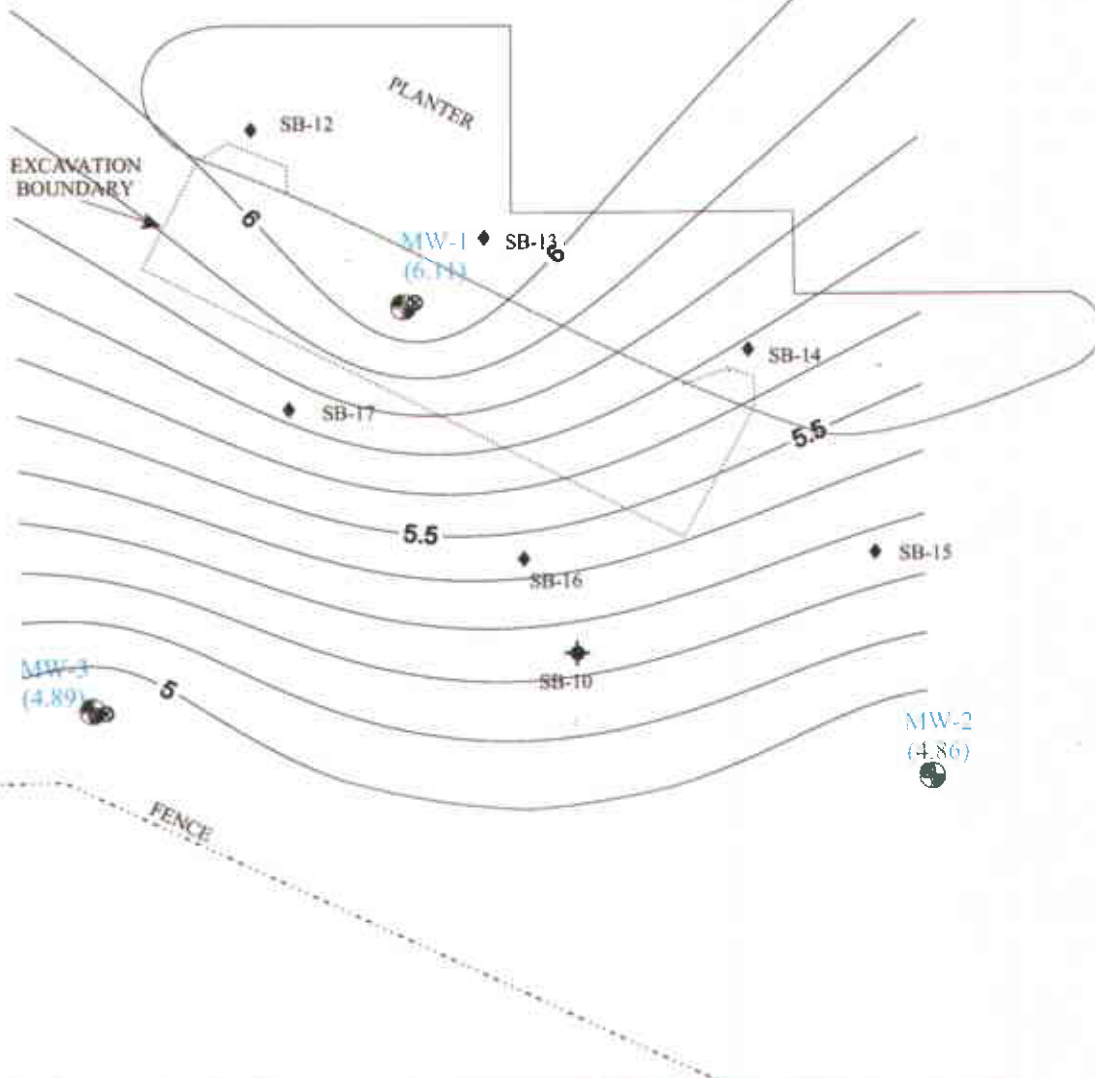 PLANTER
SB-12
EXCAVATION
BOUNDARY
6
MW-1
(6.11)
SB-13
6
SB-14
SB-17
5.5
5.5
SB-16
SB-15
SB-10
MW-3
(4.89)
5
MW-2
(4.86)
FENCE